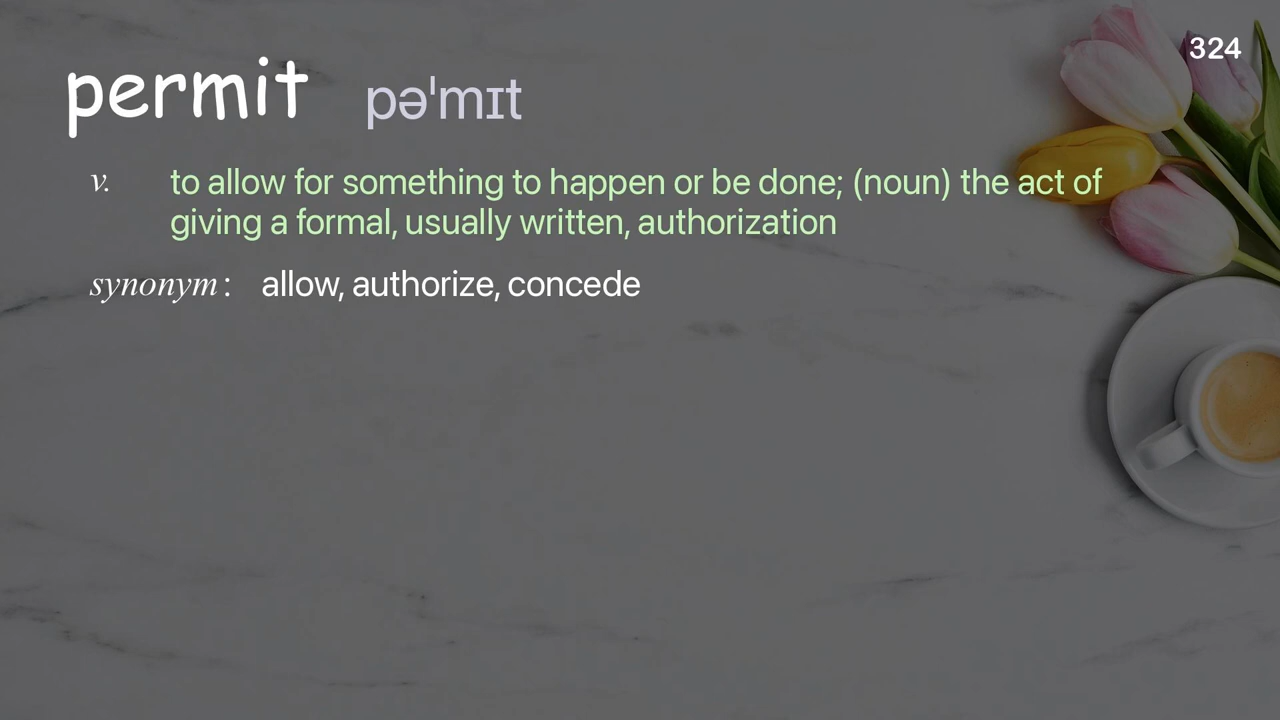 324
permit pəˈmɪt
v. to allow for something to happen or be done; (noun) the act of
giving a formal, usually written, authorization
synonym : allow, authorize, concede